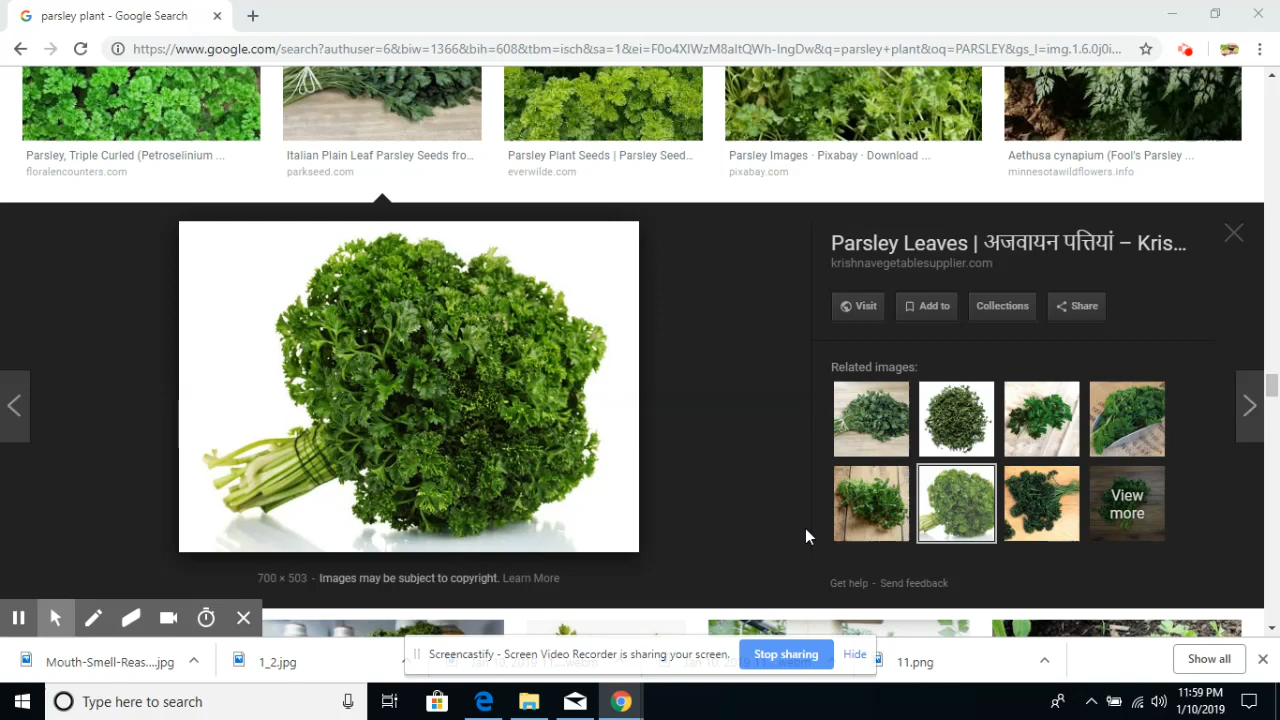 parsley plant - Google Search
https://www.google.com/search?authuser=6&biw=1366&bih=608&tbm=isch&sa=1&ei=F0o4XIWzM8aItQWh-IngDw&q=parsley+plant&oq=PARSLEY&gs_l=img.1.6.0j0i...
Parsley, Triple Curled (Petroselinium ...
Italian Plain Leaf Parsley Seeds fro...
Parsley Plant Seeds | Parsley Seed...
Parsley Images · Pixabay · Download ...
Aethusa cynapium (Fool's Parsley ...
floralencounters.com
parkseed.com
everwilde.com
pixabay.com
minnesotawildflowers.info
Parsley Leaves | अजवायन पत्तियां – Kris...
krishnavegetablesupplier.com
Visit
Add to
Collections
Share
Related images:
View
more
700 × 503 - Images may be subject to copyright. Learn More
Get help - Send feedback
Mouth-Smell-Reas....jpg
1_2.jpg
Screencastify - Screen Video Recorder is sharing your screen.
Stop sharing
Hide
11.png
Show all
Type here to search
11:59 PM
1/10/2019